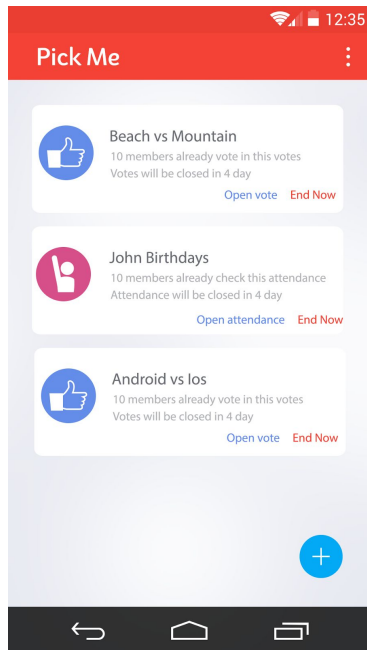 12:35
Pick Me
Beach vs Mountain
10 members already vote in this votes
Votes will be closed in 4 day
Open vote End Now
John Birthdays
10 members already check this attendance
Attendance will be closed in 4 day
Open attendance End Now
Android vs Ios
10 members already vote in this votes
Votes will be closed in 4 day
Open vote End Now